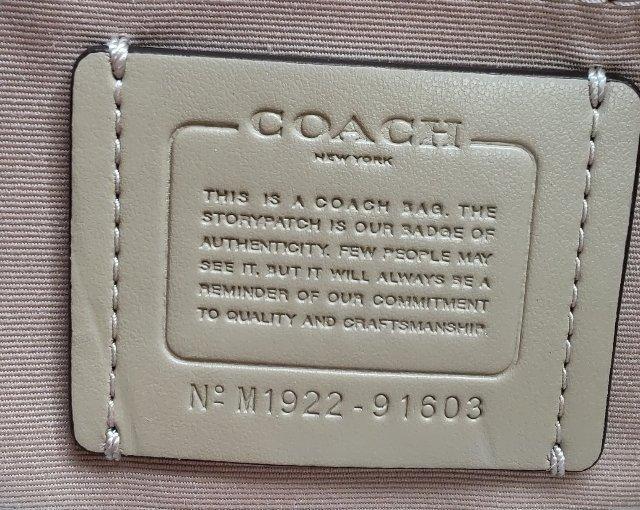 COACH
NEW YORK
THIS IS A COACH BAG. THE
STORYPATCH IS OUR BADGE OF
AUTHENTICITY. FEW PEOPLE MAY
SEE IT, BUT IT WILL ALWAYS BE A
REMINDER OF OUR COMMITMENT
TO QUALITY AND CRAFTSMANSHIP.
Nº M1922-91603